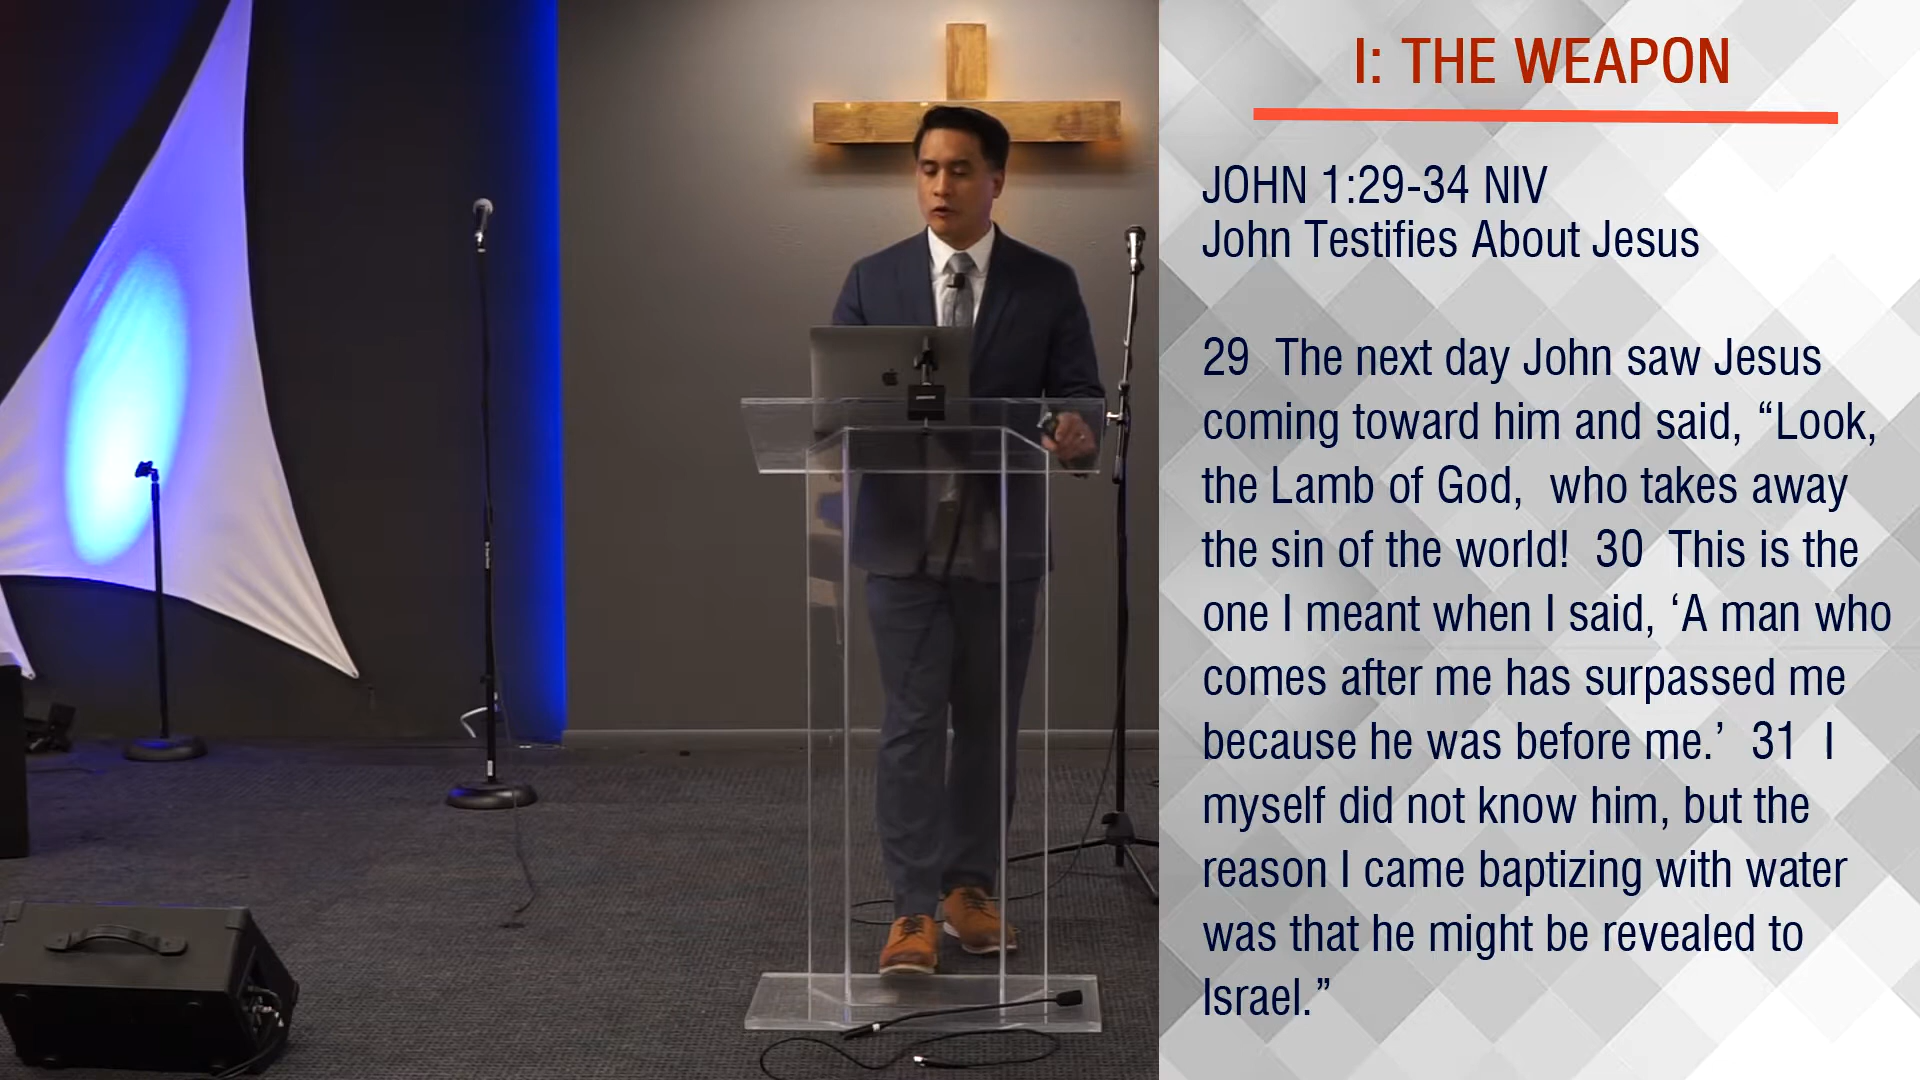 I: THE WEAPON
JOHN 1:29-34 NIV
John Testifies About Jesus
29  The next day John saw Jesus
coming toward him and said, “Look,
the Lamb of God,  who takes away
the sin of the world!  30  This is the
one I meant when I said, ‘A man who
comes after me has surpassed me
because he was before me.’  31  I
myself did not know him, but the
reason I came baptizing with water
was that he might be revealed to
Israel.”